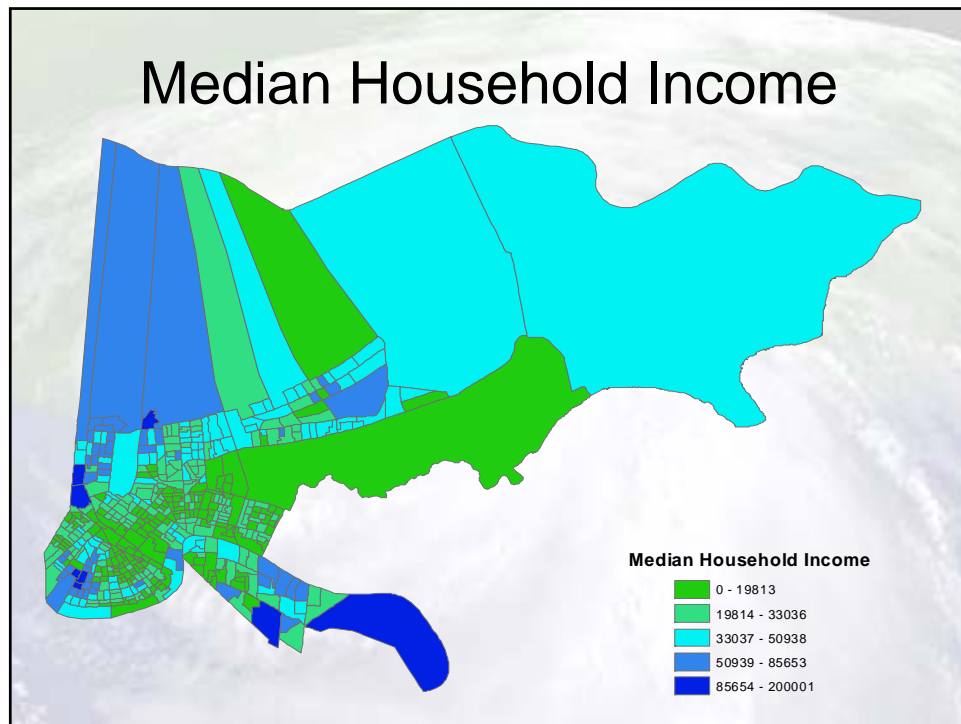 Median Household Income
Median Household Income
0 - 19813
19814 - 33036
33037 - 50938
50939 - 85653
85654 - 200001